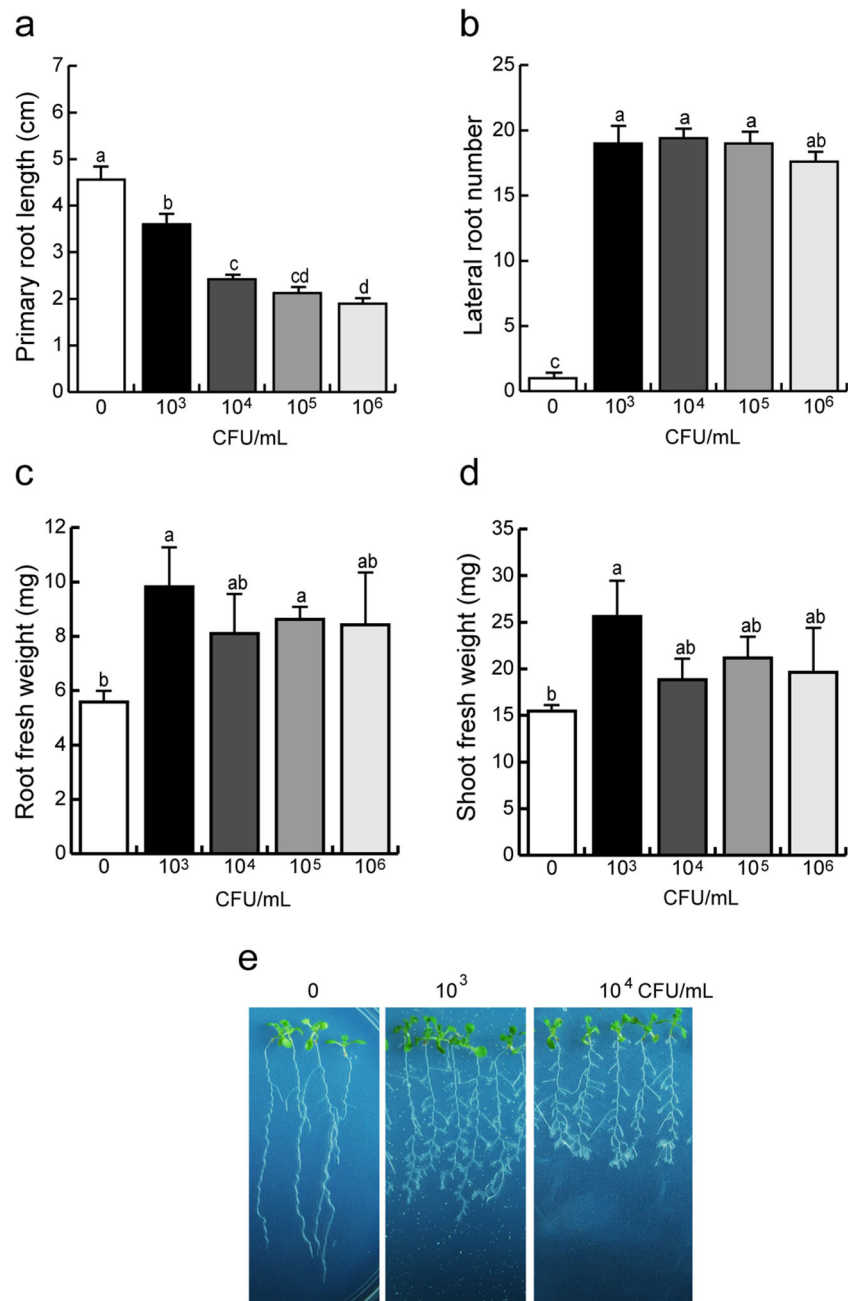 a
Primary root length (cm)
7
6
5
4
3
2
1
0
a
b
c
cd
d
0 10³ 10⁴ 10⁵ 10⁶
CFU/mL
b
Lateral root number
25
20
15
10
5
0
c
a
a
a
ab
0 10³ 10⁴ 10⁵ 10⁶
CFU/mL
c
Root fresh weight (mg)
12
10
8
6
4
2
0
b
a
ab
a
ab
0 10³ 10⁴ 10⁵ 10⁶
CFU/mL
d
Shoot fresh weight (mg)
35
30
25
20
15
10
5
0
b
a
ab
ab
ab
0 10³ 10⁴ 10⁵ 10⁶
CFU/mL
e
0 10³ 10⁴ CFU/mL